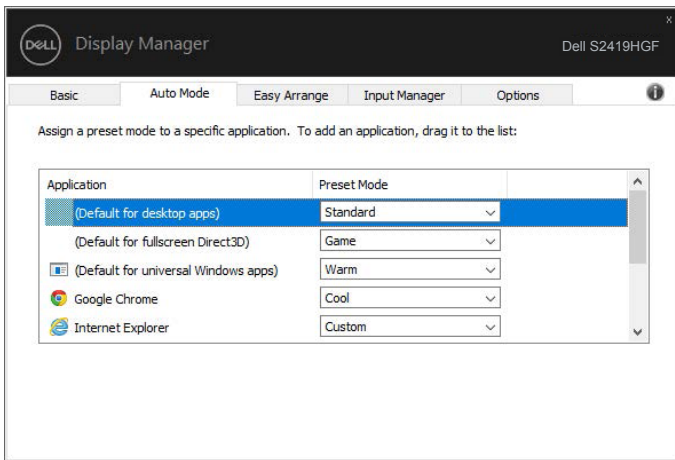 x
DELL Display Manager Dell S2419HGF
Basic Auto Mode Easy Arrange Input Manager Options
Assign a preset mode to a specific application. To add an application, drag it to the list:
Application Preset Mode
(Default for desktop apps) Standard
(Default for fullscreen Direct3D) Game
(Default for universal Windows apps) Warm
Google Chrome Cool
Internet Explorer Custom